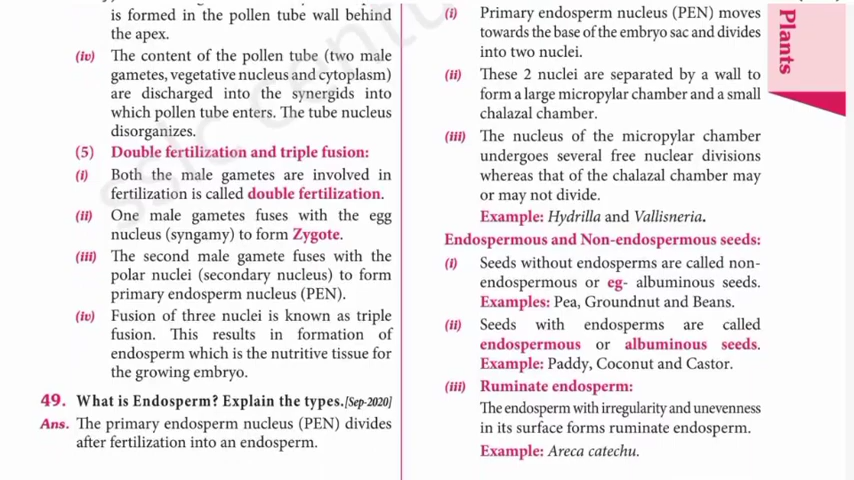 is formed in the pollen tube wall behind
the apex.
(iv) The content of the pollen tube (two male
gametes, vegetative nucleus and cytoplasm)
are discharged into the synergids into
which pollen tube enters. The tube nucleus
disorganizes.
(5) Double fertilization and triple fusion:
(i) Both the male gametes are involved in
fertilization is called double fertilization.
(ii) One male gametes fuses with the egg
nucleus (syngamy) to form Zygote.
(iii) The second male gamete fuses with the
polar nuclei (secondary nucleus) to form
primary endosperm nucleus (PEN).
(iv) Fusion of three nuclei is known as triple
fusion. This results in formation of
endosperm which is the nutritive tissue for
the growing embryo.
49. What is Endosperm? Explain the types.[Sep-2020]
Ans. The primary endosperm nucleus (PEN) divides
after fertilization into an endosperm.
(i) Primary endosperm nucleus (PEN) moves
towards the base of the embryo sac and divides
into two nuclei.
(ii) These 2 nuclei are separated by a wall to
form a large micropylar chamber and a small
chalazal chamber.
(iii) The nucleus of the micropylar chamber
undergoes several free nuclear divisions
whereas that of the chalazal chamber may
or may not divide.
Example: Hydrilla and Vallisneria.
Endospermous and Non-endospermous seeds:
(i) Seeds without endosperms are called non-
endospermous or eg- albuminous seeds.
Examples: Pea, Groundnut and Beans.
(ii) Seeds with endosperms are called
endospermous or albuminous seeds.
Example: Paddy, Coconut and Castor.
(iii) Ruminate endosperm:
The endosperm with irregularity and unevenness
in its surface forms ruminate endosperm.
Example: Areca catechu.
Plants